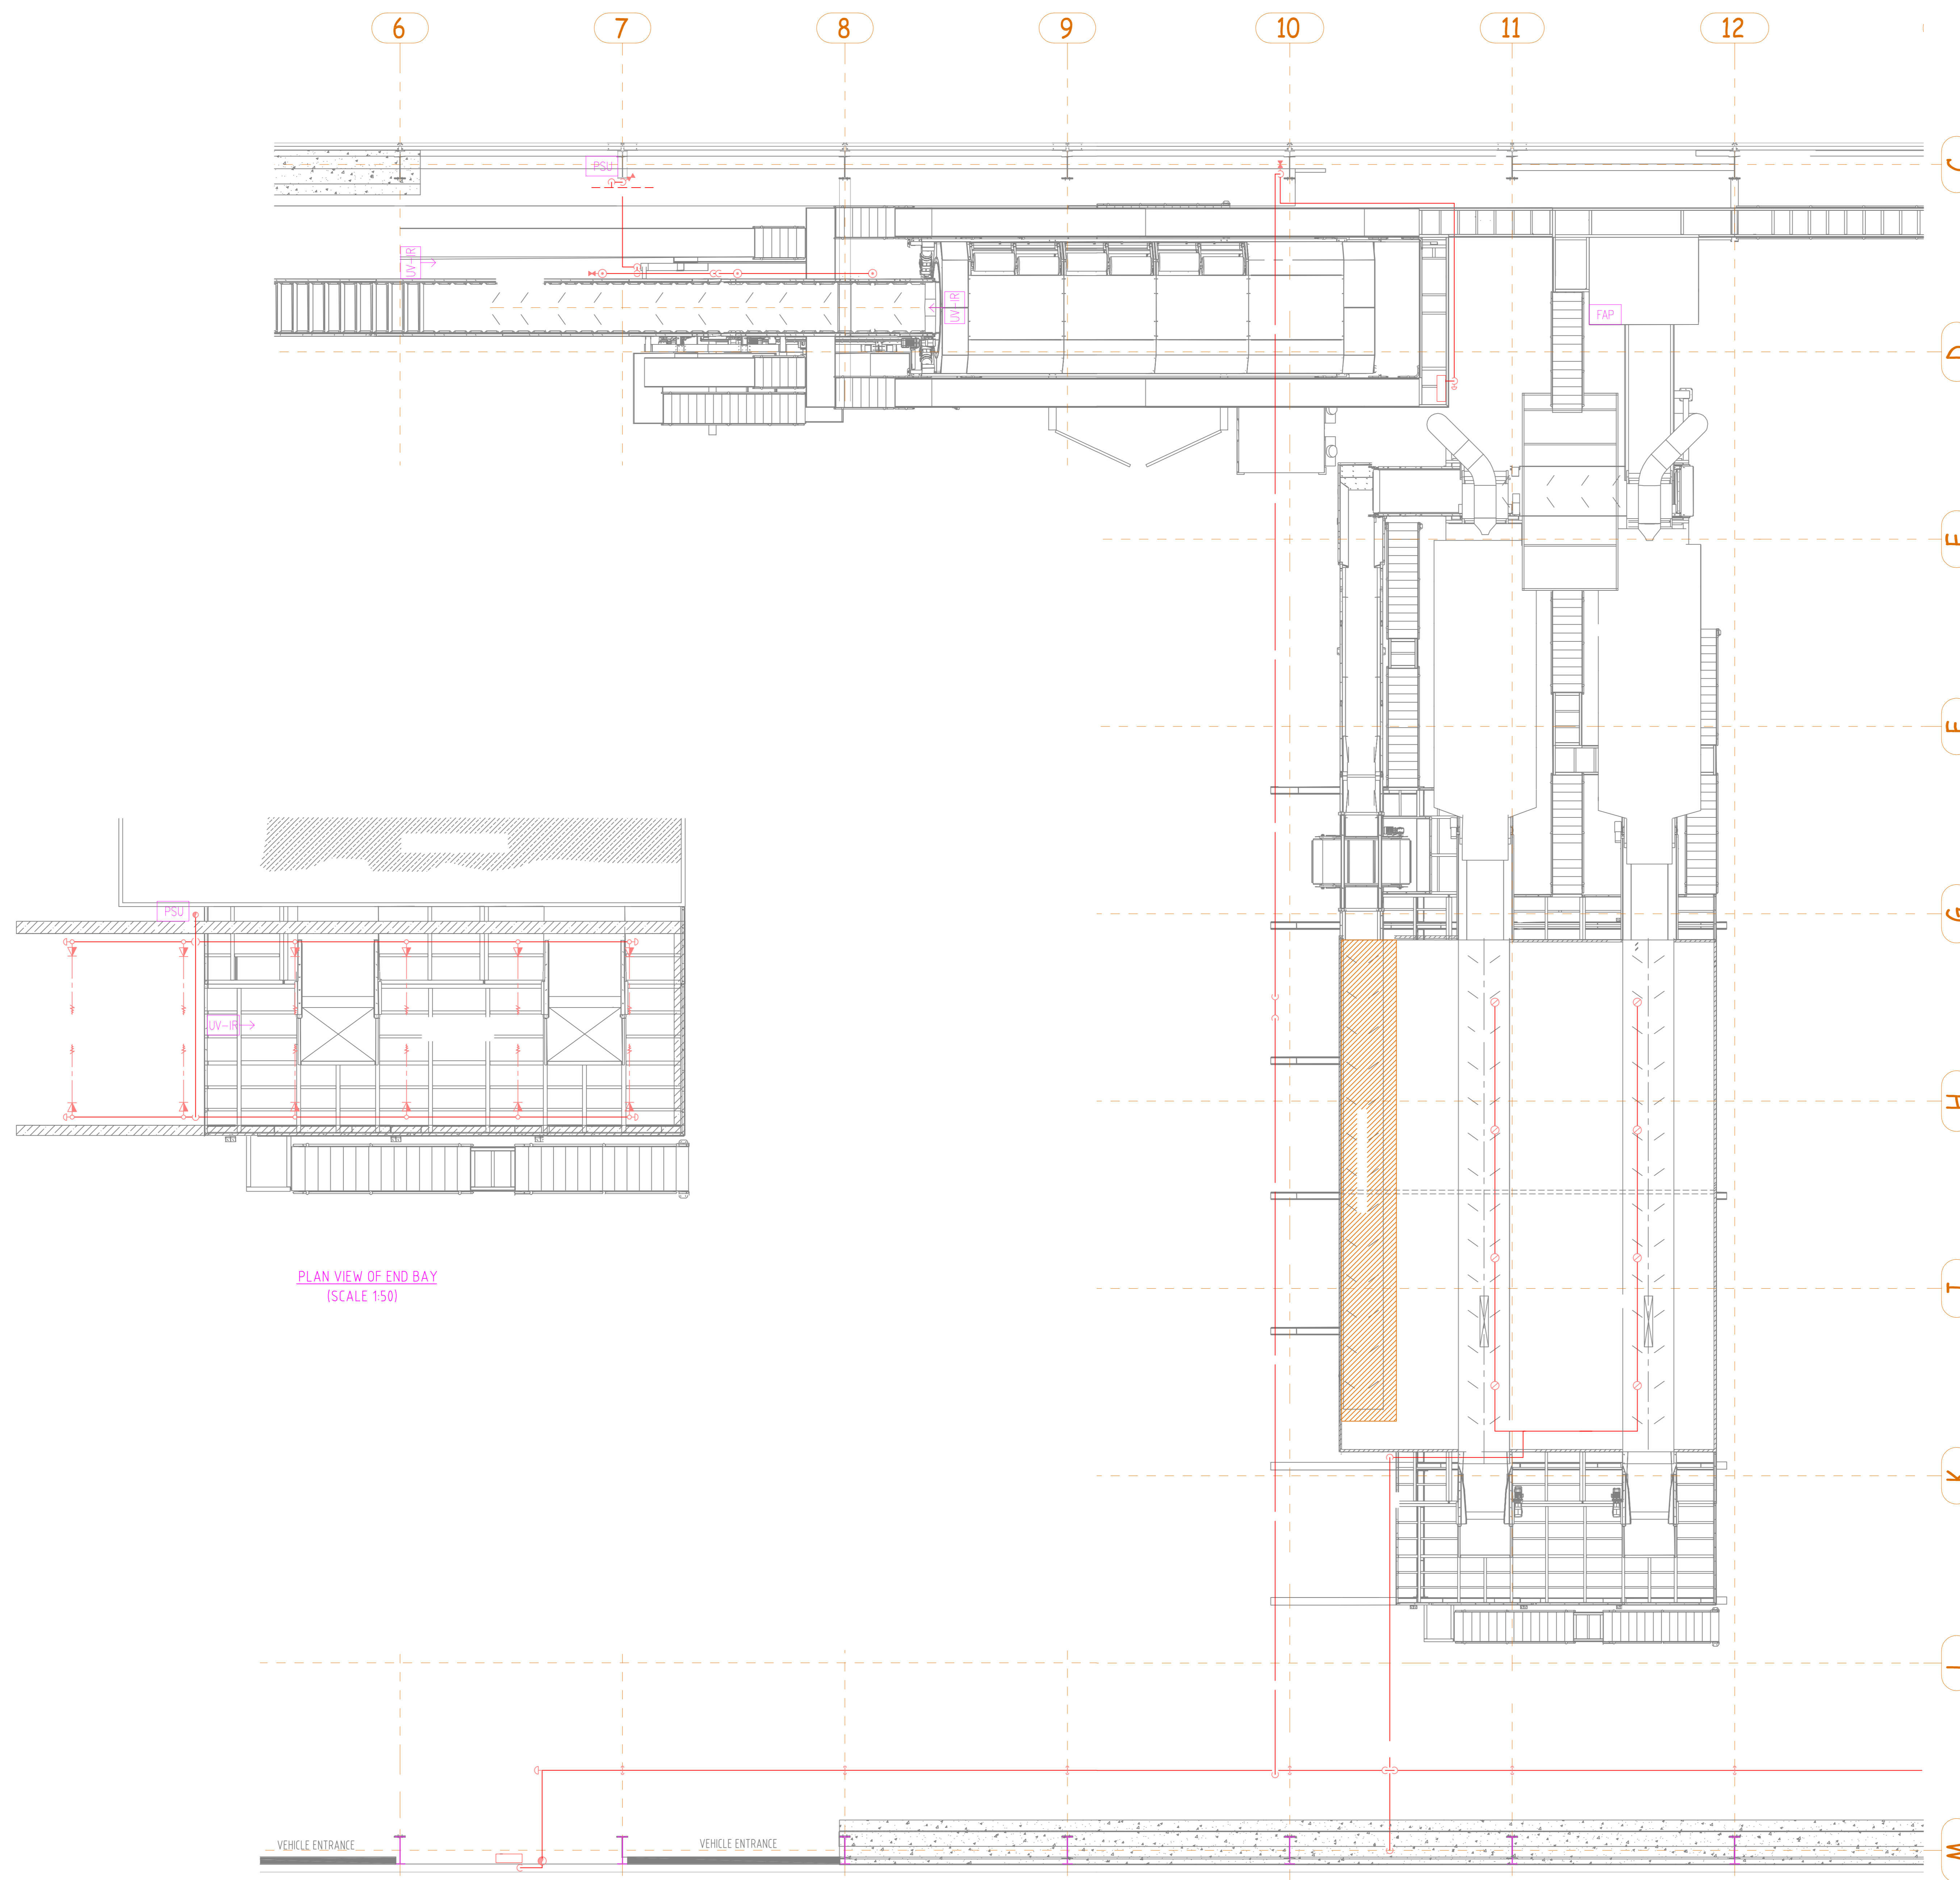 6 7 8 9 10 11 12
C
PSU
UV-IR
UV-IR
FAP
D
E
F
G
PSU
UV-IR
H
PLAN VIEW OF END BAY
(SCALE 1:50)
K
VEHICLE ENTRANCE
VEHICLE ENTRANCE
M